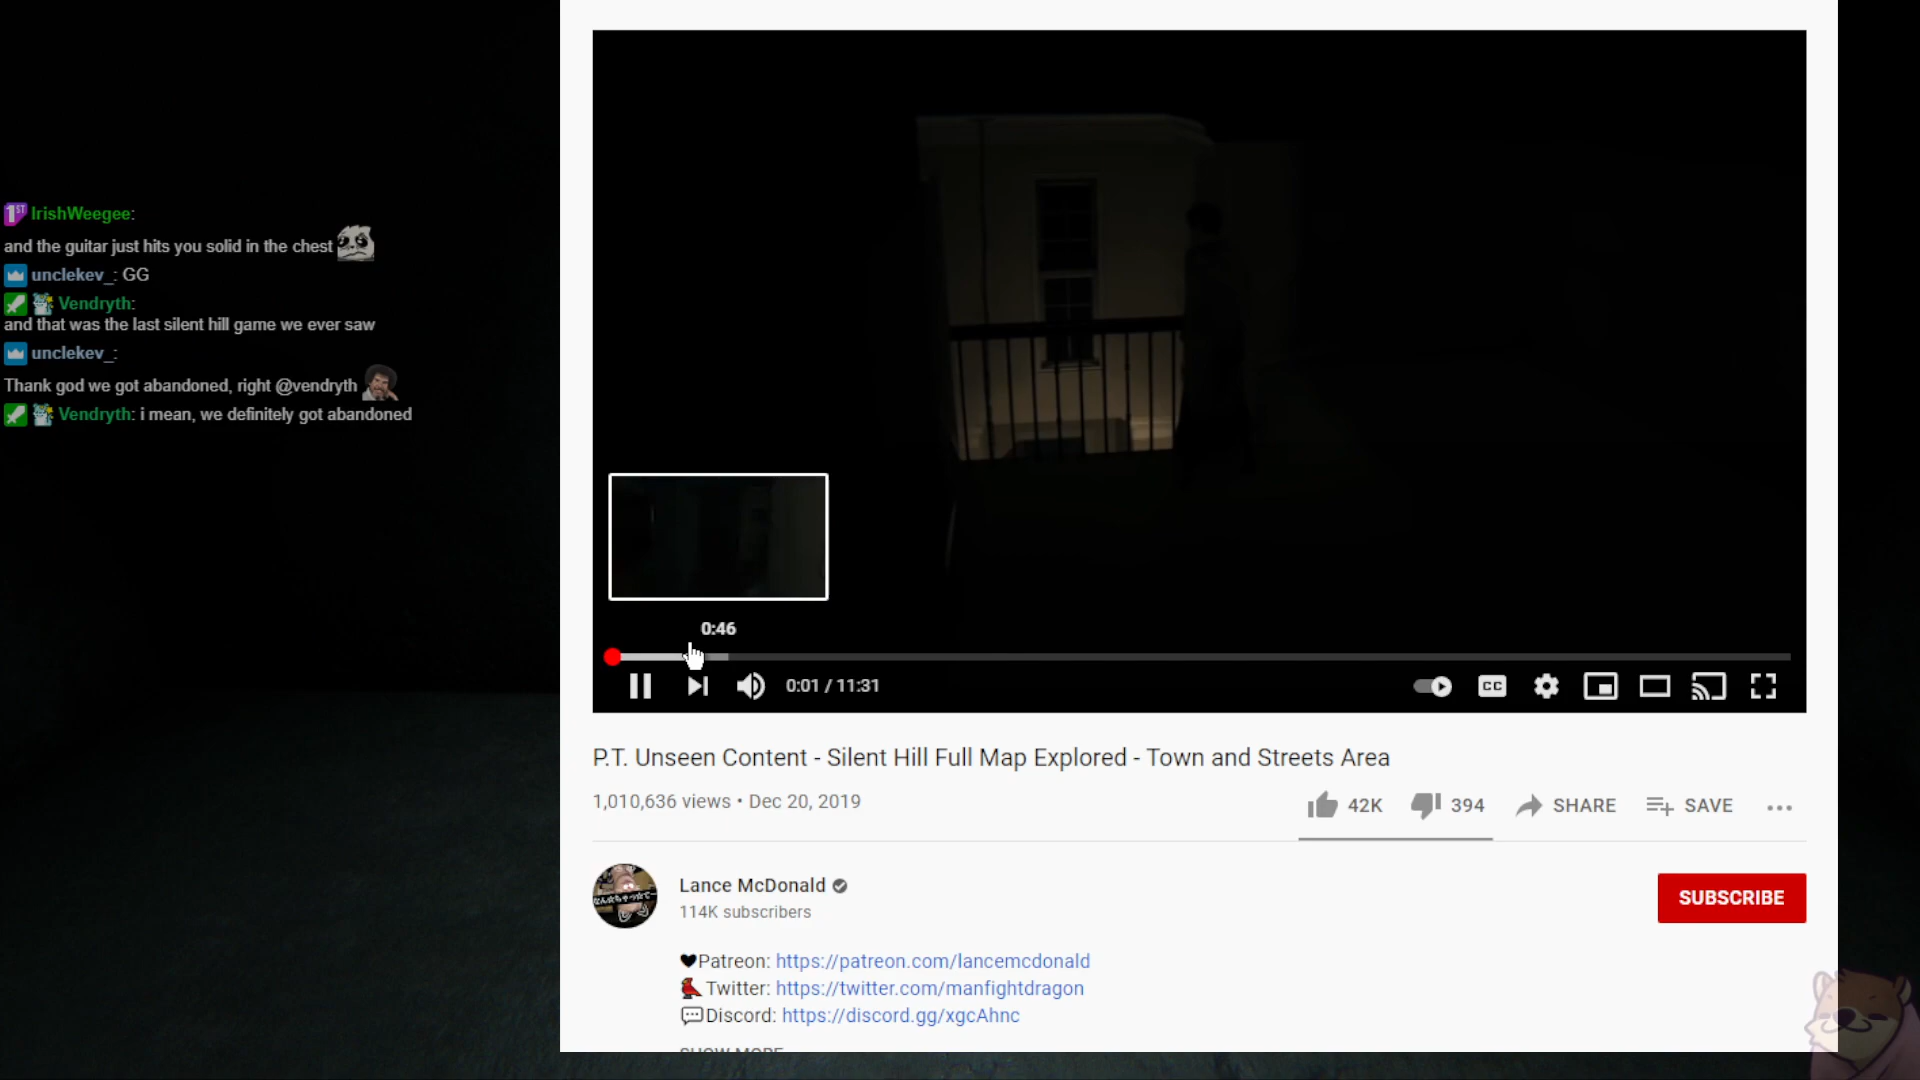 1ST IrishWeegee:
and the guitar just hits you solid in the chest
unclekev_: GG
Vendryth:
and that was the last silent hill game we ever saw
unclekev_:
Thank god we got abandoned, right @vendryth
Vendryth: i mean, we definitely got abandoned
0:46
0:01 / 11:31
CC
P.T. Unseen Content - Silent Hill Full Map Explored - Town and Streets Area
1,010,636 views • Dec 20, 2019
42K
394
SHARE
SAVE
Lance McDonald
114K subscribers
SUBSCRIBE
Patreon: https://patreon.com/lancemcdonald
Twitter: https://twitter.com/manfightdragon
Discord: https://discord.gg/xgcAhnc
SHOW MORE